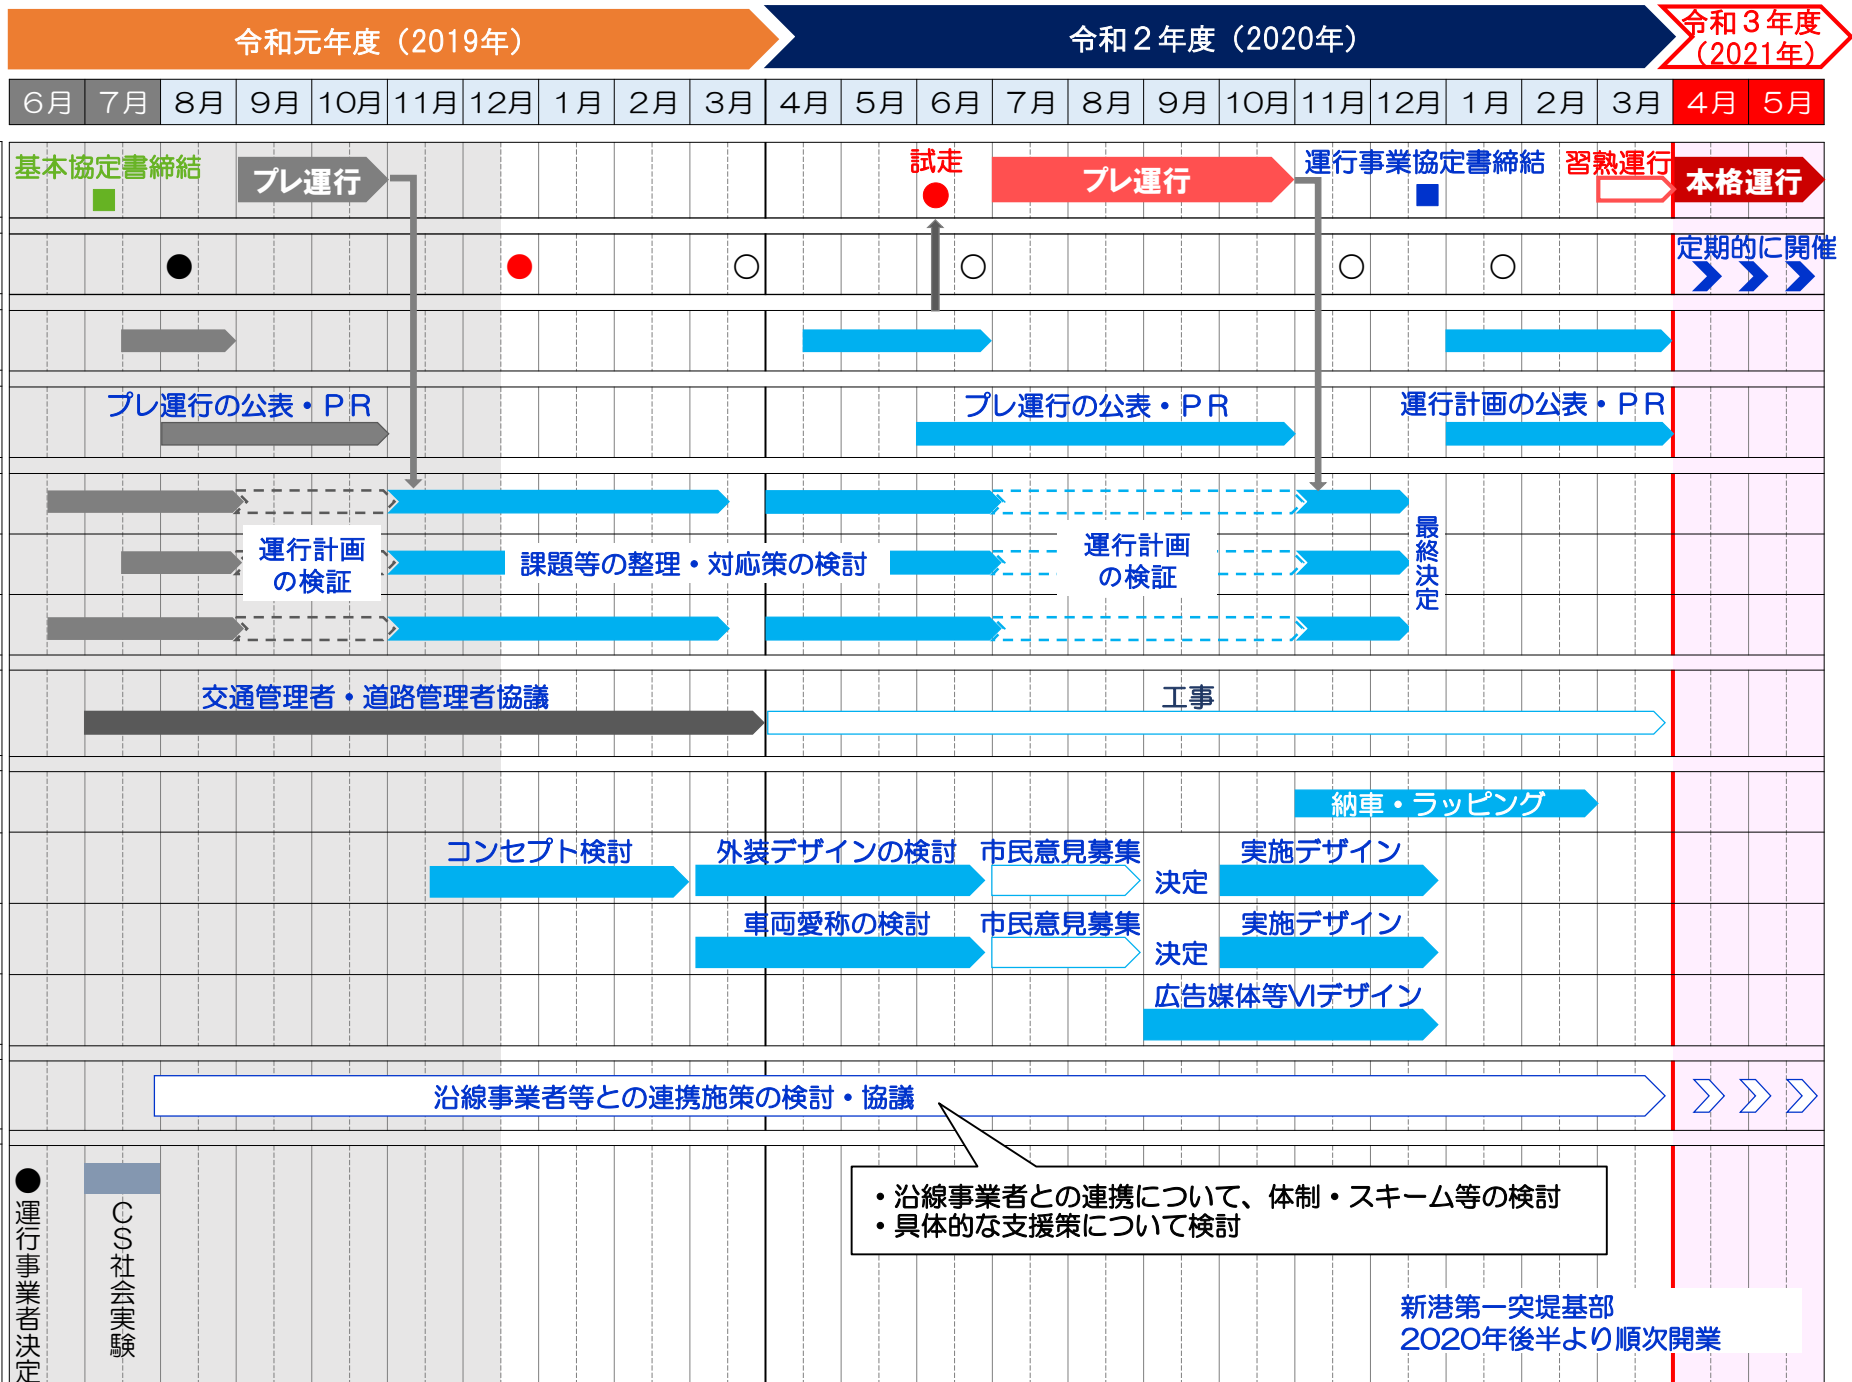 令和元年度（2019年）
令和２年度（2020年）
令和３年度
（2021年）
６月 ７月 ８月 ９月 10月 11月 12月 １月 ２月 ３月 ４月 ５月 ６月 ７月 ８月 ９月 10月 11月 12月 １月 ２月 ３月 ４月 ５月
基本協定書締結
プレ運行
試走
プレ運行
運行事業協定書締結
習熟運行
本格運行
定期的に開催
プレ運行の公表・ＰＲ
プレ運行の公表・ＰＲ
運行計画の公表・ＰＲ
運行計画
の検証
課題等の整理・対応策の検討
運行計画
の検証
最終決定
交通管理者・道路管理者協議
工事
納車・ラッピング
コンセプト検討
外装デザインの検討
市民意見募集
決定
実施デザイン
車両愛称の検討
市民意見募集
決定
実施デザイン
広告媒体等VIデザイン
沿線事業者等との連携施策の検討・協議
・沿線事業者との連携について、体制・スキーム等の検討
・具体的な支援策について検討
運行事業者決定
ＣＳ社会実験
新港第一突堤基部
2020年後半より順次開業